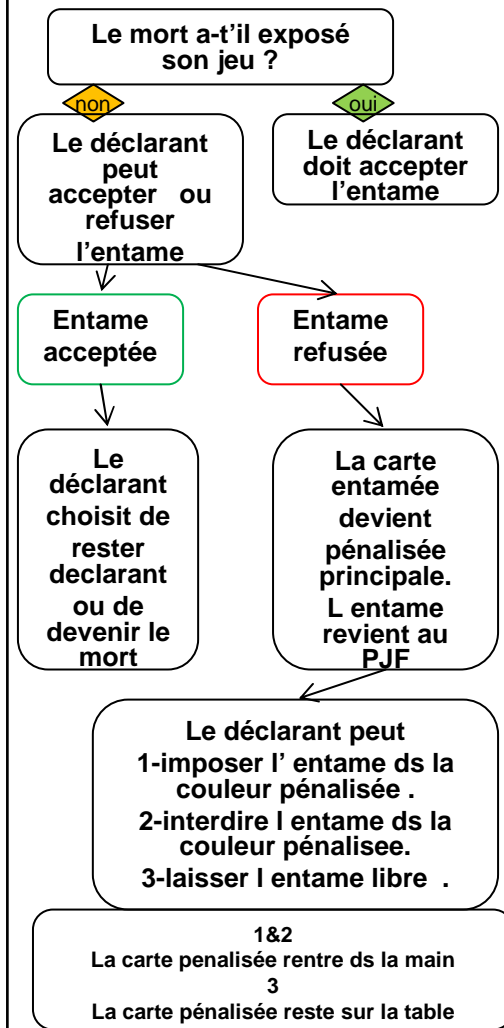 Le mort a-t'il exposé
son jeu ?
non
oui
Le déclarant
peut
accepter ou
refuser
l'entame
Le déclarant
doit accepter
l'entame
Entame
acceptée
Entame
refusée
Le
déclarant
choisit de
rester
declarant
ou de
devenir le
mort
La carte
entamée
devient
pénalisée
principale.
L entame
revient au
PJF
Le déclarant peut
1-imposer l' entame ds la
couleur pénalisée .
2-interdire l entame ds la
couleur pénalisee.
3-laisser l entame libre .
1&2
La carte penalisée rentre ds la main
3
La carte pénalisée reste sur la table